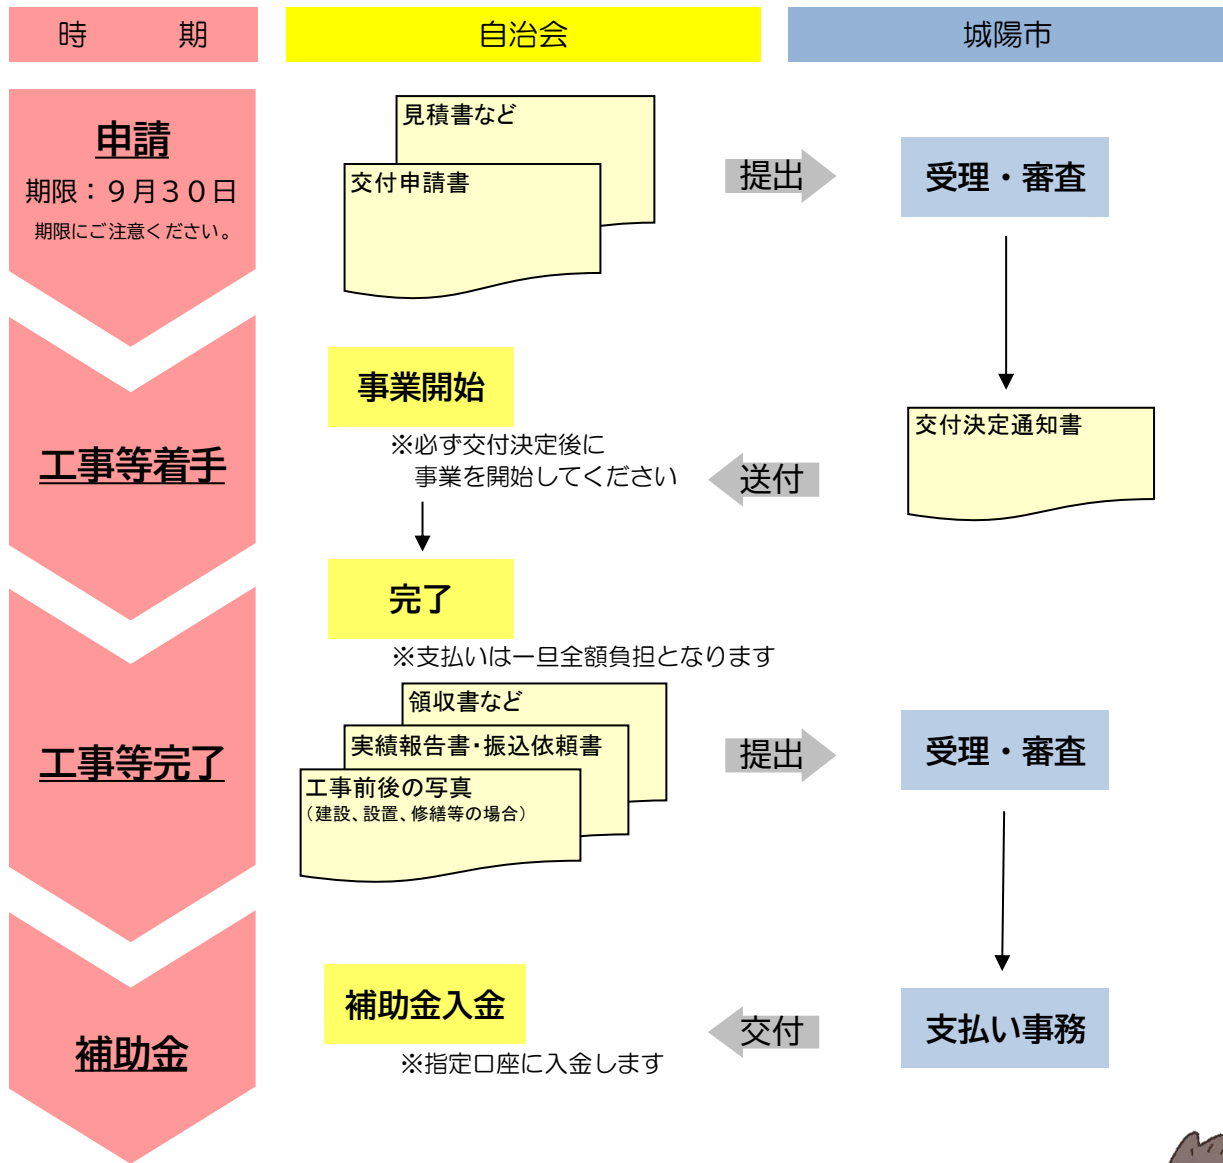 時　期
自治会
城陽市
申請
期限：９月３０日
期限にご注意ください。
見積書など
交付申請書
提出
受理・審査
工事等着手
事業開始
※必ず交付決定後に
事業を開始してください
送付
交付決定通知書
完了
※支払いは一旦全額負担となります
工事等完了
領収書など
実績報告書・振込依頼書
工事前後の写真
（建設、設置、修繕等の場合）
提出
受理・審査
補助金
補助金入金
※指定口座に入金します
交付
支払い事務